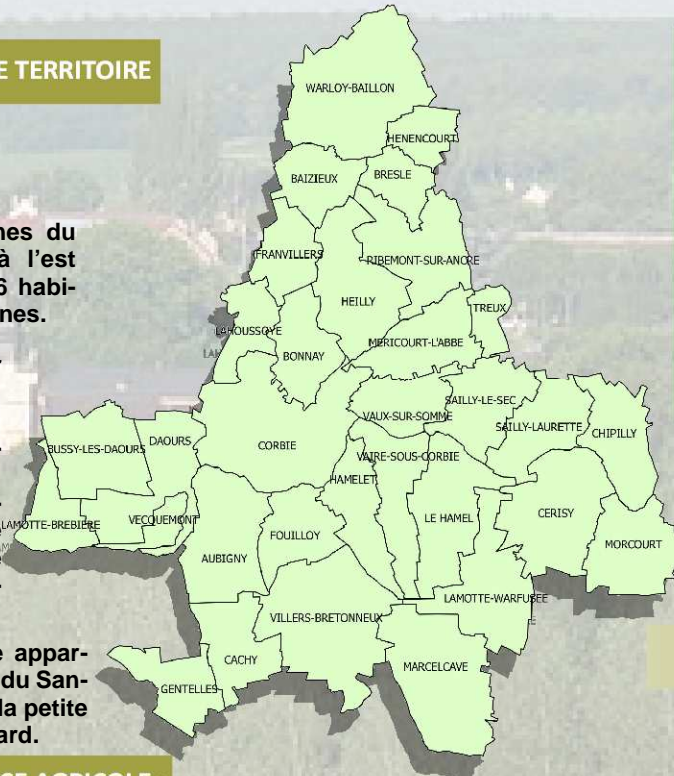 E TERRITOIRE
nes du
à l'est
6 habi-
nes.
e appar-
du San-
la petite
ard.
WARLOY-BAILLON
HENENCOURT
BAIZIEUX
BRESLE
FRANVILLERS
RIBEMONT-SUR-ANCRE
HEILLY
TREUX
LAHOUSSOYE
MERICOURT-L'ABBE
BONNAY
SAILLY-LE-SEC
VAUX-SUR-SOMME
SAILLY-LAURETTE
CHIPILLY
BUSSY-LES-DAOURS
DAOURS
CORBIE
VAIRE-SOUS-CORBIE
HAMELET
LAMOTTE-BREBIERE
VECQUEMONT
LE HAMEL
CERISY
FOUILLOY
AUBIGNY
MORCOURT
LAMOTTE-WARFUSEE
VILLERS-BRETONNEUX
CACHY
MARCELCAVE
GENTELLES